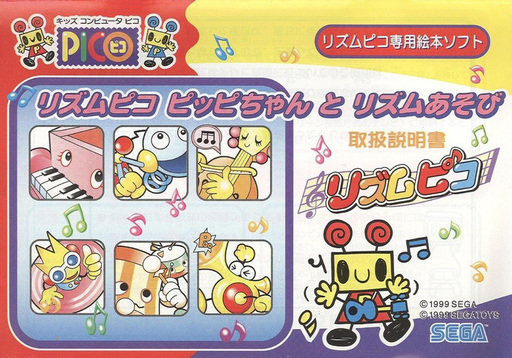 キッズ コンピュータ ピコ
PICO
ピコ
リズムピコ専用絵本ソフト
リズムピコ ピッピちゃん と リズムあそび
取扱説明書
リズムピコ
© 1999 SEGA
© 1999 SEGATOYS
SEGA